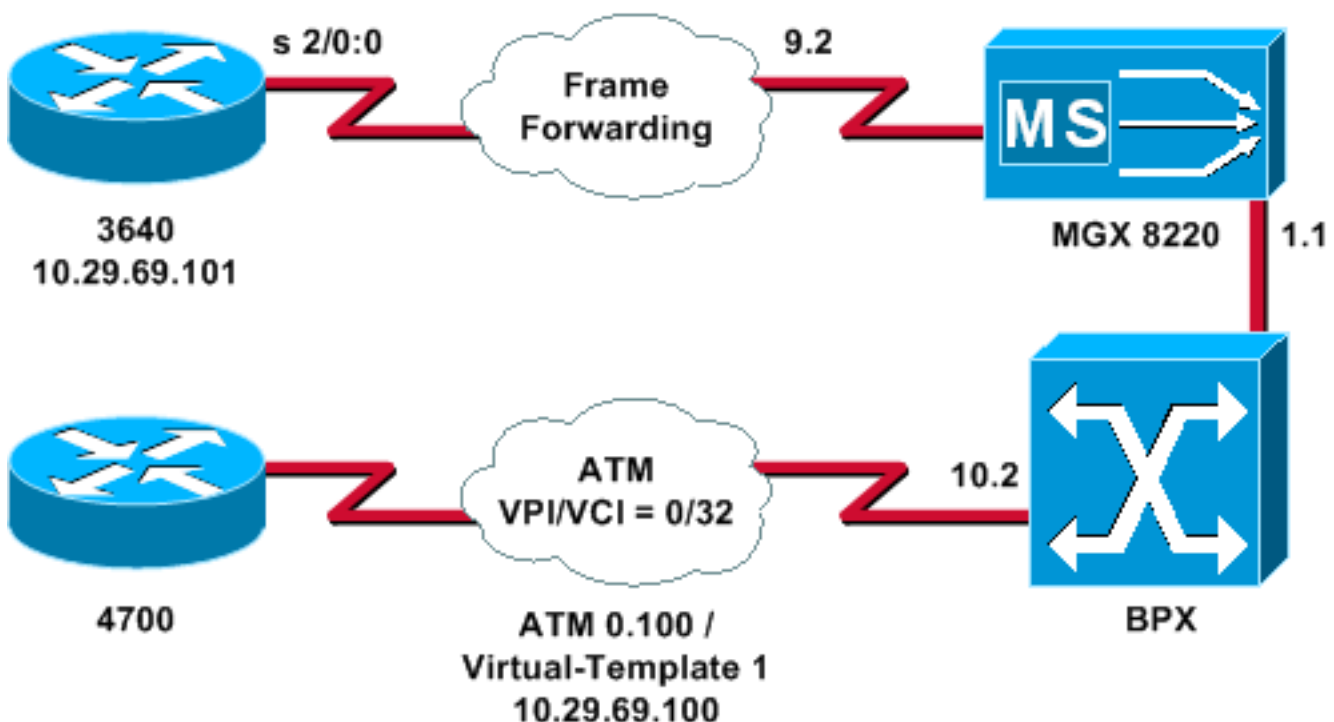 s 2/0:0
9.2
Frame
Forwarding
MS
3640
10.29.69.101
MGX 8220
1.1
ATM
VPI/VCI = 0/32
10.2
4700
ATM 0.100 /
Virtual-Template 1
10.29.69.100
BPX